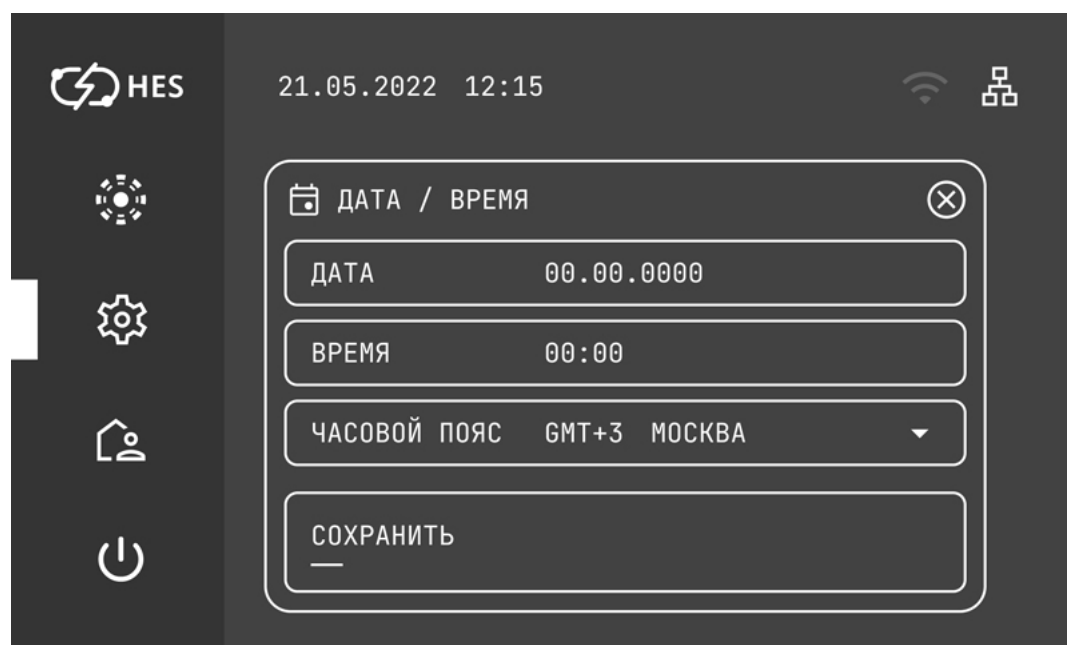 HES
21.05.2022 12:15
ДАТА / ВРЕМЯ
ДАТА 00.00.0000
ВРЕМЯ 00:00
ЧАСОВОЙ ПОЯС GMT+3 МОСКВА
СОХРАНИТЬ